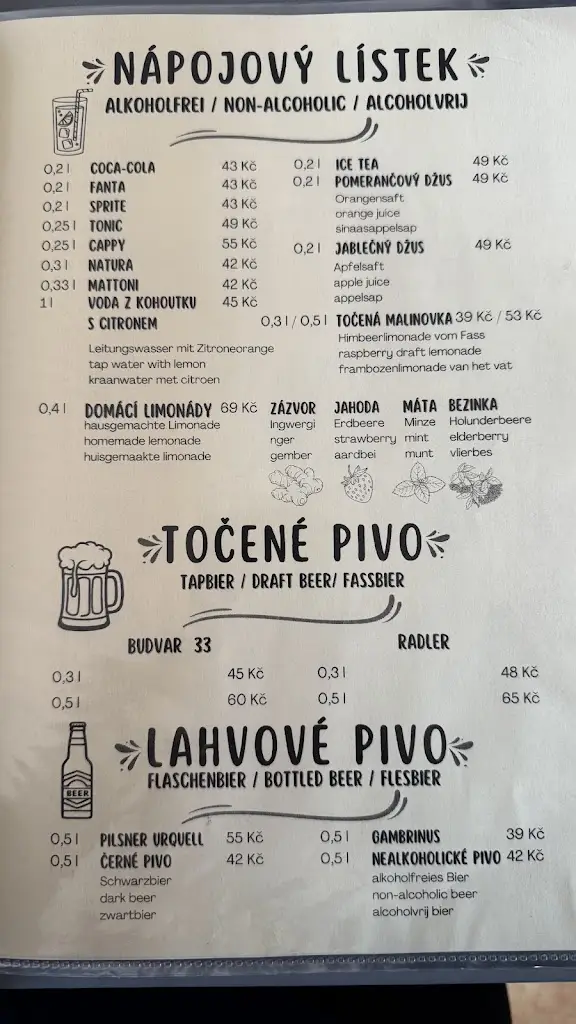 NÁPOJOVÝ LÍSTEK
ALKOHOLFREI / NON-ALCOHOLIC / ALCOHOLVRIJ
0,2 l COCA-COLA 43 Kč
0,2 l FANTA 43 Kč
0,2 l SPRITE 43 Kč
0,25 l TONIC 49 Kč
0,25 l CAPPY 55 Kč
0,3 l NATURA 42 Kč
0,33 l MATTONI 42 Kč
1 l VODA Z KOHOUTKU 45 Kč
S CITRONEM
Leitungswasser mit Zitroneorange
tap water with lemon
kraanwater met citroen
0,2 l ICE TEA 49 Kč
0,2 l POMERANČOVÝ DŽUS 49 Kč
Orangensaft
orange juice
sinaasappelsap
0,2 l JABLEČNÝ DŽUS 49 Kč
Apfelsaft
apple juice
appelsap
0,3 l / 0,5 l TOČENÁ MALINOVKA 39 Kč / 53 Kč
Himbeerlimonade vom Fass
raspberry draft lemonade
frambozenlimonade van het vat
0,4 l DOMÁCÍ LIMONÁDY 69 Kč ZÁZVOR JAHODA MÁTA BEZINKA
hausgemachte Limonade Ingwergi Erdbeere Minze Holunderbeere
homemade lemonade nger strawberry mint elderberry
huisgemaakte limonade gember aardbei munt vlierbes
TOČENÉ PIVO
TAPBIER / DRAFT BEER/ FASSBIER
BUDVAR 33
0,3 l 45 Kč
0,5 l 60 Kč
RADLER
0,3 l 48 Kč
0,5 l 65 Kč
BEER
LAHVOVÉ PIVO
FLASCHENBIER / BOTTLED BEER / FLESBIER
0,5 l PILSNER URQUELL 55 Kč
0,5 l ČERNÉ PIVO 42 Kč
Schwarzbier
dark beer
zwartbier
0,5 l GAMBRINUS 39 Kč
0,5 l NEALKOHOLICKÉ PIVO 42 Kč
alkoholfreies Bier
non-alcoholic beer
alcoholvrij bier